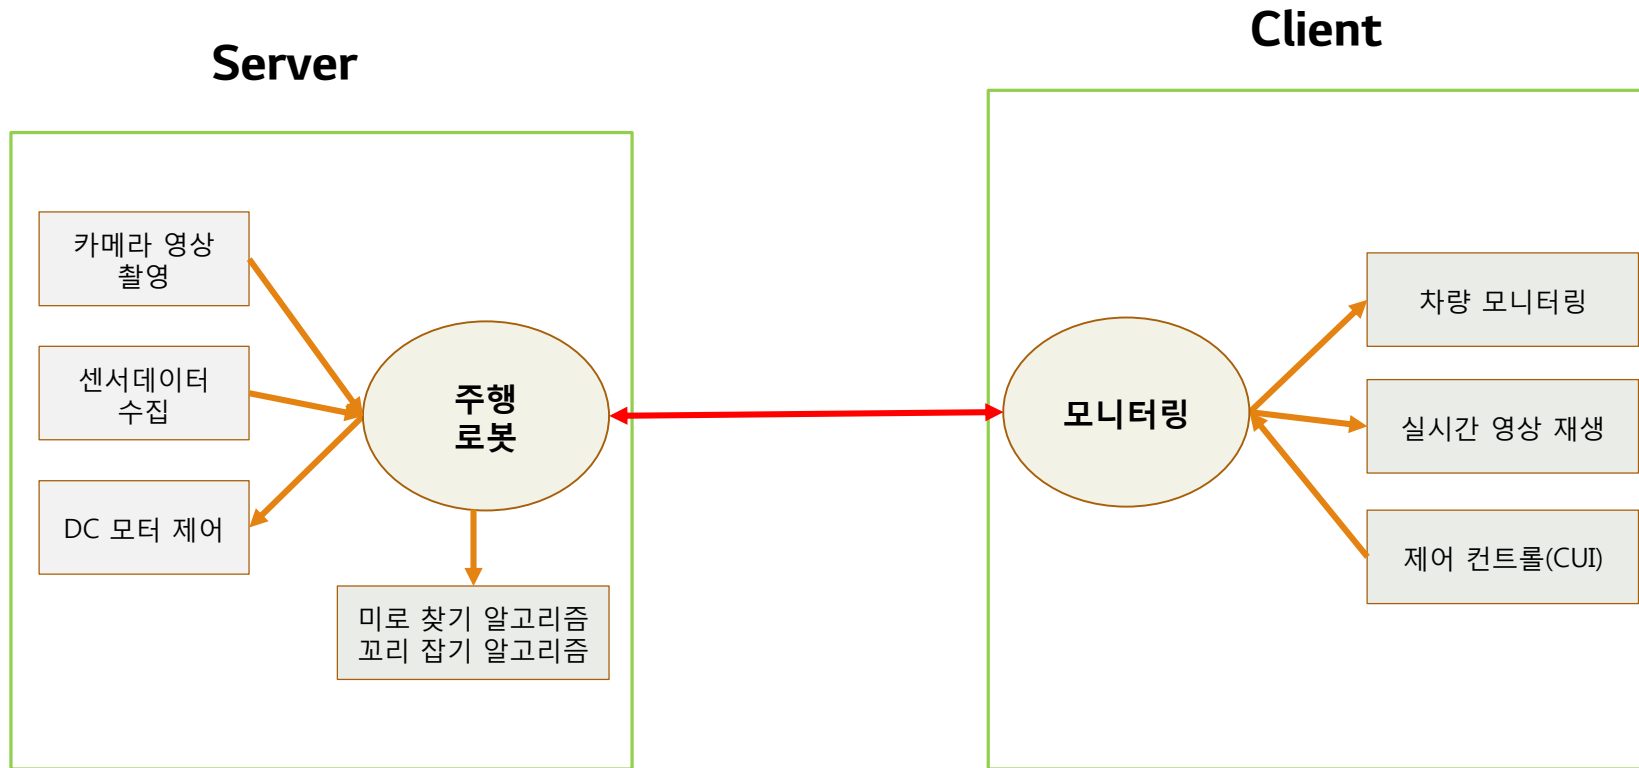 Server
Client
카메라 영상
촬영
센서데이터
수집
DC 모터 제어
주행
로봇
미로 찾기 알고리즘
꼬리 잡기 알고리즘
모니터링
차량 모니터링
실시간 영상 재생
제어 컨트롤(CUI)